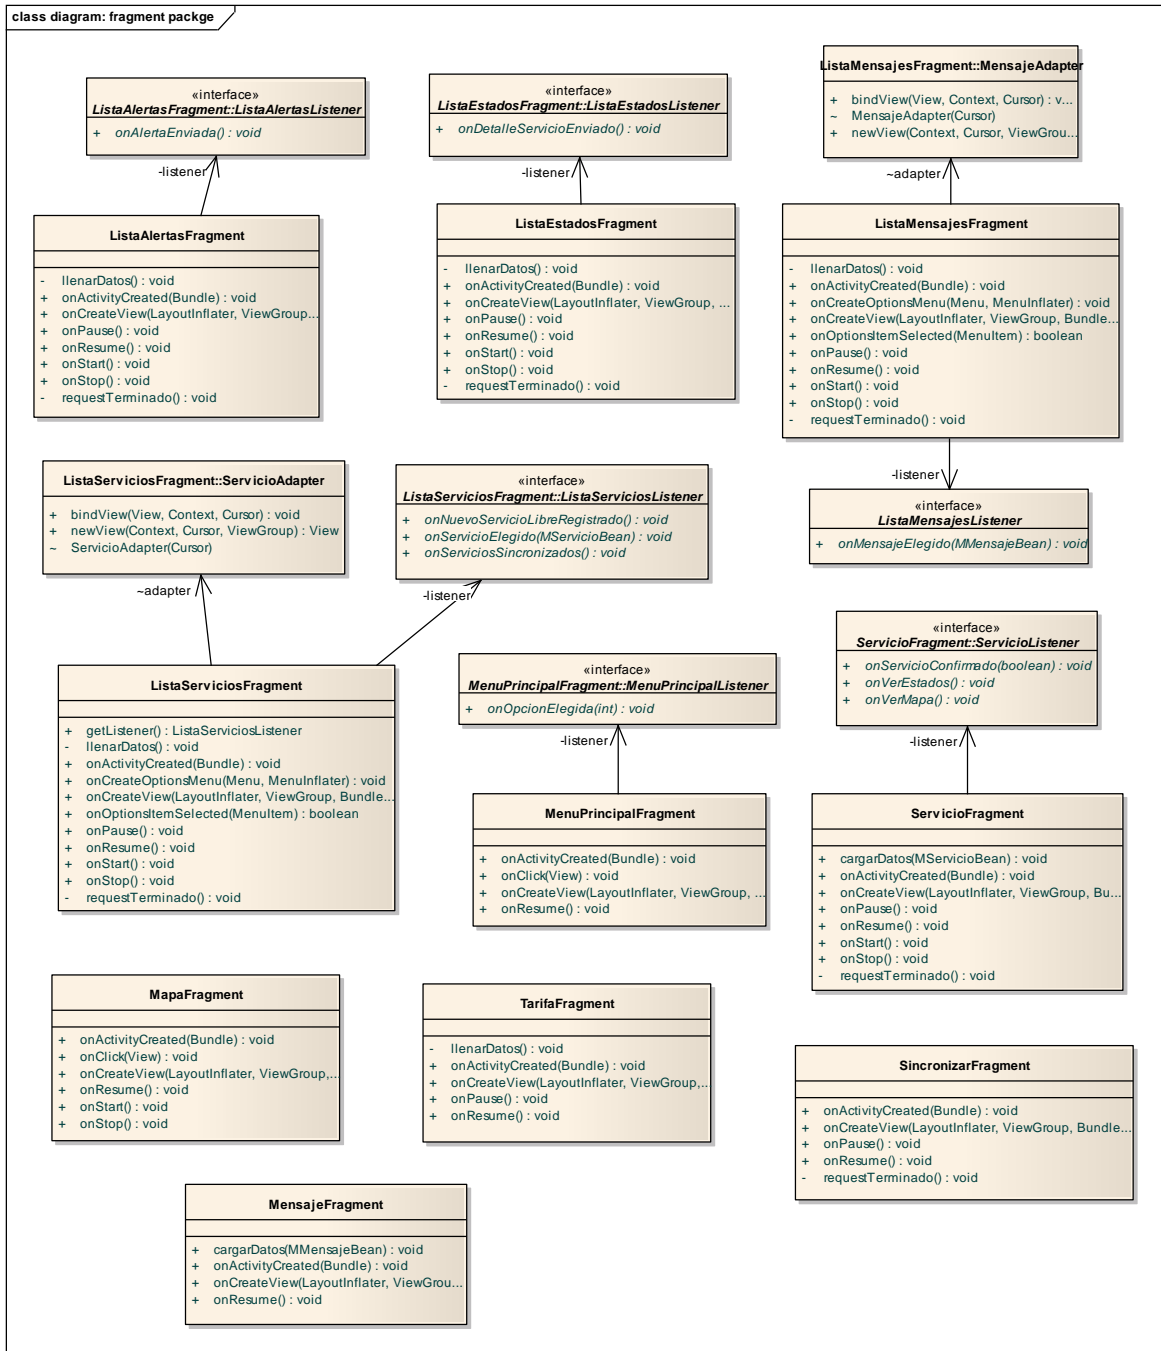 class diagram: fragment packge
«interface»
ListaAlertasFragment::ListaAlertasListener
+ onAlertaEnviada() : void
-listener
ListaAlertasFragment
- llenarDatos() : void
+ onActivityCreated(Bundle) : void
+ onCreateView(LayoutInflater, ViewGroup...
+ onPause() : void
+ onResume() : void
+ onStart() : void
+ onStop() : void
- requestTerminado() : void
«interface»
ListaEstadosFragment::ListaEstadosListener
+ onDetalleServicioEnviado() : void
-listener
ListaEstadosFragment
- llenarDatos() : void
+ onActivityCreated(Bundle) : void
+ onCreateView(LayoutInflater, ViewGroup, ...
+ onPause() : void
+ onResume() : void
+ onStart() : void
+ onStop() : void
- requestTerminado() : void
ListaMensajesFragment::MensajeAdapter
+ bindView(View, Context, Cursor) : v...
~ MensajeAdapter(Cursor)
+ newView(Context, Cursor, ViewGrou...
~adapter
ListaMensajesFragment
- llenarDatos() : void
+ onActivityCreated(Bundle) : void
+ onCreateOptionsMenu(Menu, MenuInflater) : void
+ onCreateView(LayoutInflater, ViewGroup, Bundle...
+ onOptionsItemSelected(MenuItem) : boolean
+ onPause() : void
+ onResume() : void
+ onStart() : void
+ onStop() : void
- requestTerminado() : void
-listener
«interface»
ListaMensajesListener
+ onMensajeElegido(MMensajeBean) : void
ListaServiciosFragment::ServicioAdapter
+ bindView(View, Context, Cursor) : void
+ newView(Context, Cursor, ViewGroup) : View
~ ServicioAdapter(Cursor)
~adapter
«interface»
ListaServiciosFragment::ListaServiciosListener
+ onNuevoServicioLibreRegistrado() : void
+ onServicioElegido(MServicioBean) : void
+ onServiciosSincronizados() : void
-listener
ListaServiciosFragment
+ getListener() : ListaServiciosListener
- llenarDatos() : void
+ onActivityCreated(Bundle) : void
+ onCreateOptionsMenu(Menu, MenuInflater) : void
+ onCreateView(LayoutInflater, ViewGroup, Bundle...
+ onOptionsItemSelected(MenuItem) : boolean
+ onPause() : void
+ onResume() : void
+ onStart() : void
+ onStop() : void
- requestTerminado() : void
«interface»
MenuPrincipalFragment::MenuPrincipalListener
+ onOpcionElegida(int) : void
-listener
MenuPrincipalFragment
+ onActivityCreated(Bundle) : void
+ onClick(View) : void
+ onCreateView(LayoutInflater, ViewGroup, ...
+ onResume() : void
«interface»
ServicioFragment::ServicioListener
+ onServicioConfirmado(boolean) : void
+ onVerEstados() : void
+ onVerMapa() : void
-listener
ServicioFragment
+ cargarDatos(MServicioBean) : void
+ onActivityCreated(Bundle) : void
+ onCreateView(LayoutInflater, ViewGroup, Bu...
+ onPause() : void
+ onResume() : void
+ onStart() : void
+ onStop() : void
- requestTerminado() : void
MapaFragment
+ onActivityCreated(Bundle) : void
+ onClick(View) : void
+ onCreateView(LayoutInflater, ViewGroup,...
+ onResume() : void
+ onStart() : void
+ onStop() : void
TarifaFragment
- llenarDatos() : void
+ onActivityCreated(Bundle) : void
+ onCreateView(LayoutInflater, ViewGroup,...
+ onPause() : void
+ onResume() : void
SincronizarFragment
+ onActivityCreated(Bundle) : void
+ onCreateView(LayoutInflater, ViewGroup, Bundle...
+ onPause() : void
+ onResume() : void
- requestTerminado() : void
MensajeFragment
+ cargarDatos(MMensajeBean) : void
+ onActivityCreated(Bundle) : void
+ onCreateView(LayoutInflater, ViewGrou...
+ onResume() : void